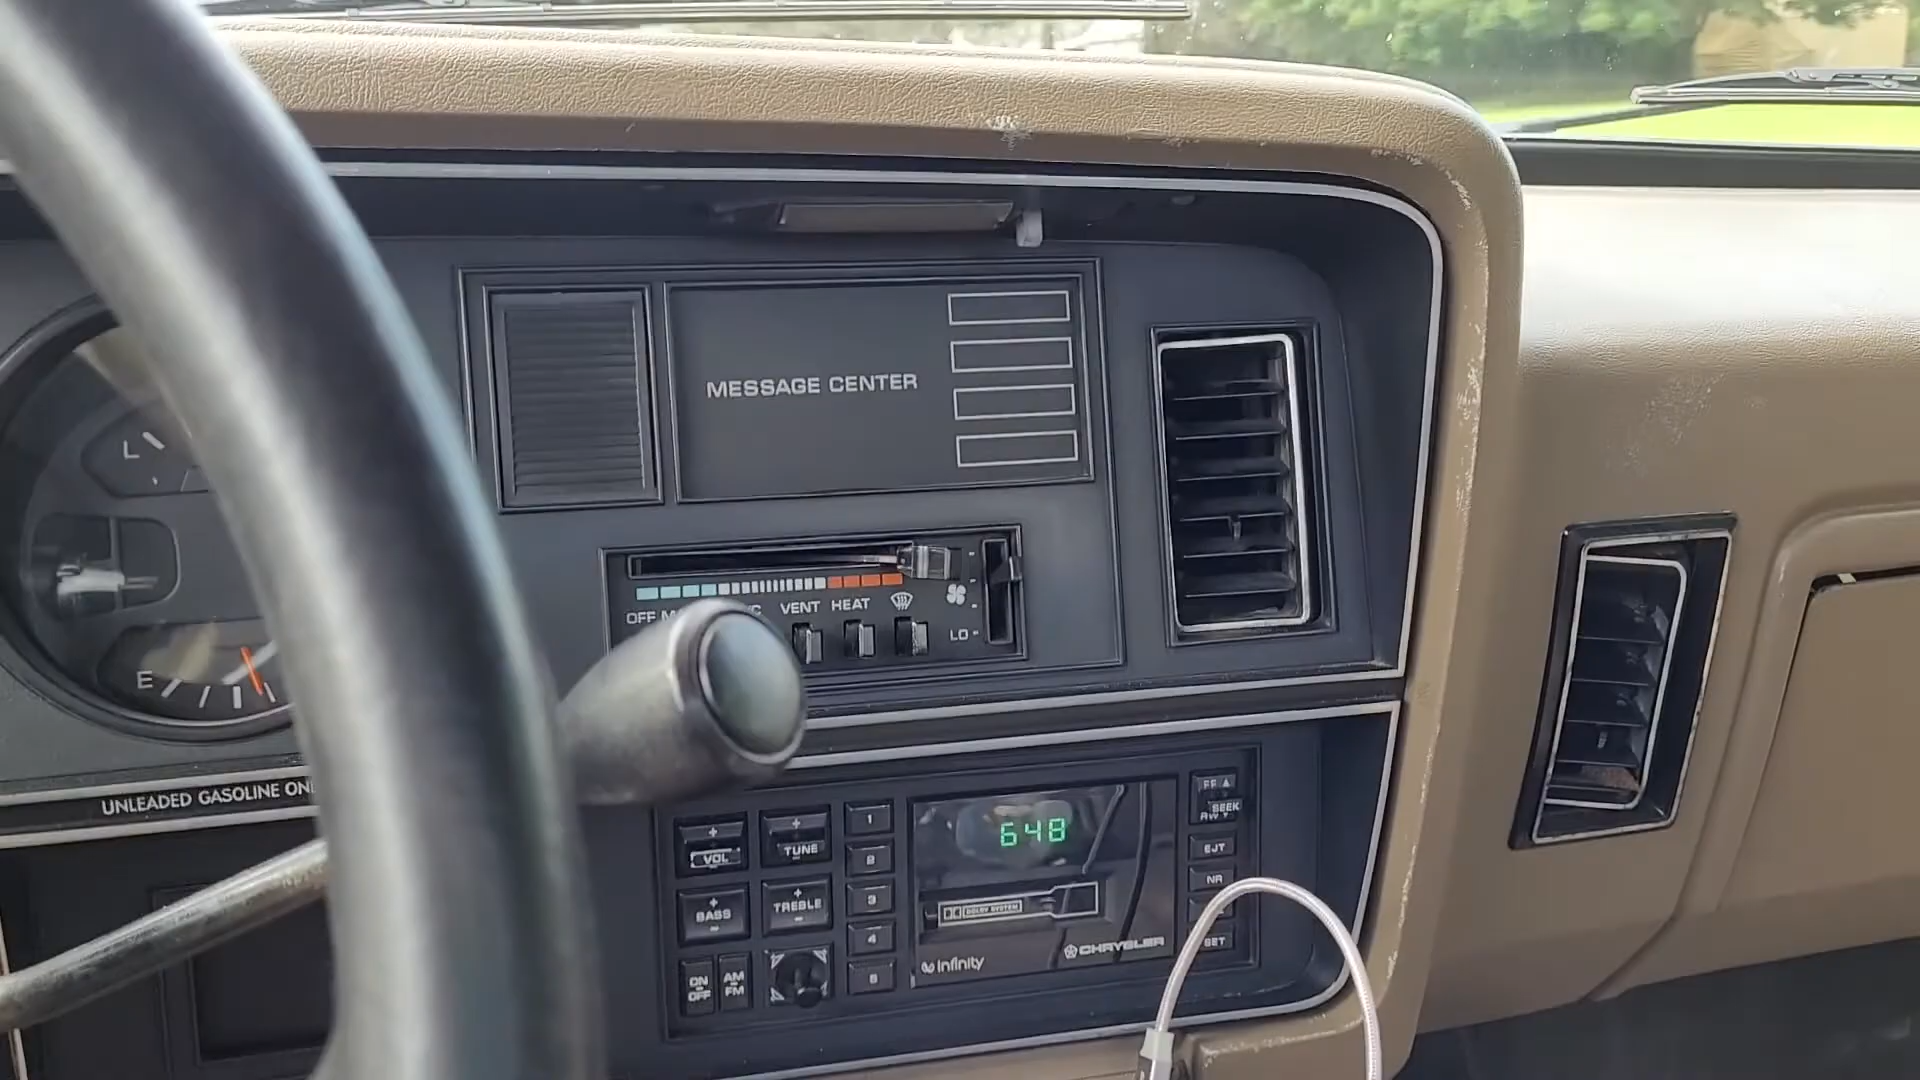 MESSAGE CENTER
L
OFF
VENT HEAT
LO
E
UNLEADED GASOLINE
648
+
VOL
-
+
TUNE
-
1
2
3
4
5
+
BASS
-
+
TREBLE
-
ON
OFF
AM
FM
DOLBY SYSTEM
CHRYSLER
Infinity
FF ▲
SEEK
RW ▼
EJT
NR
SET